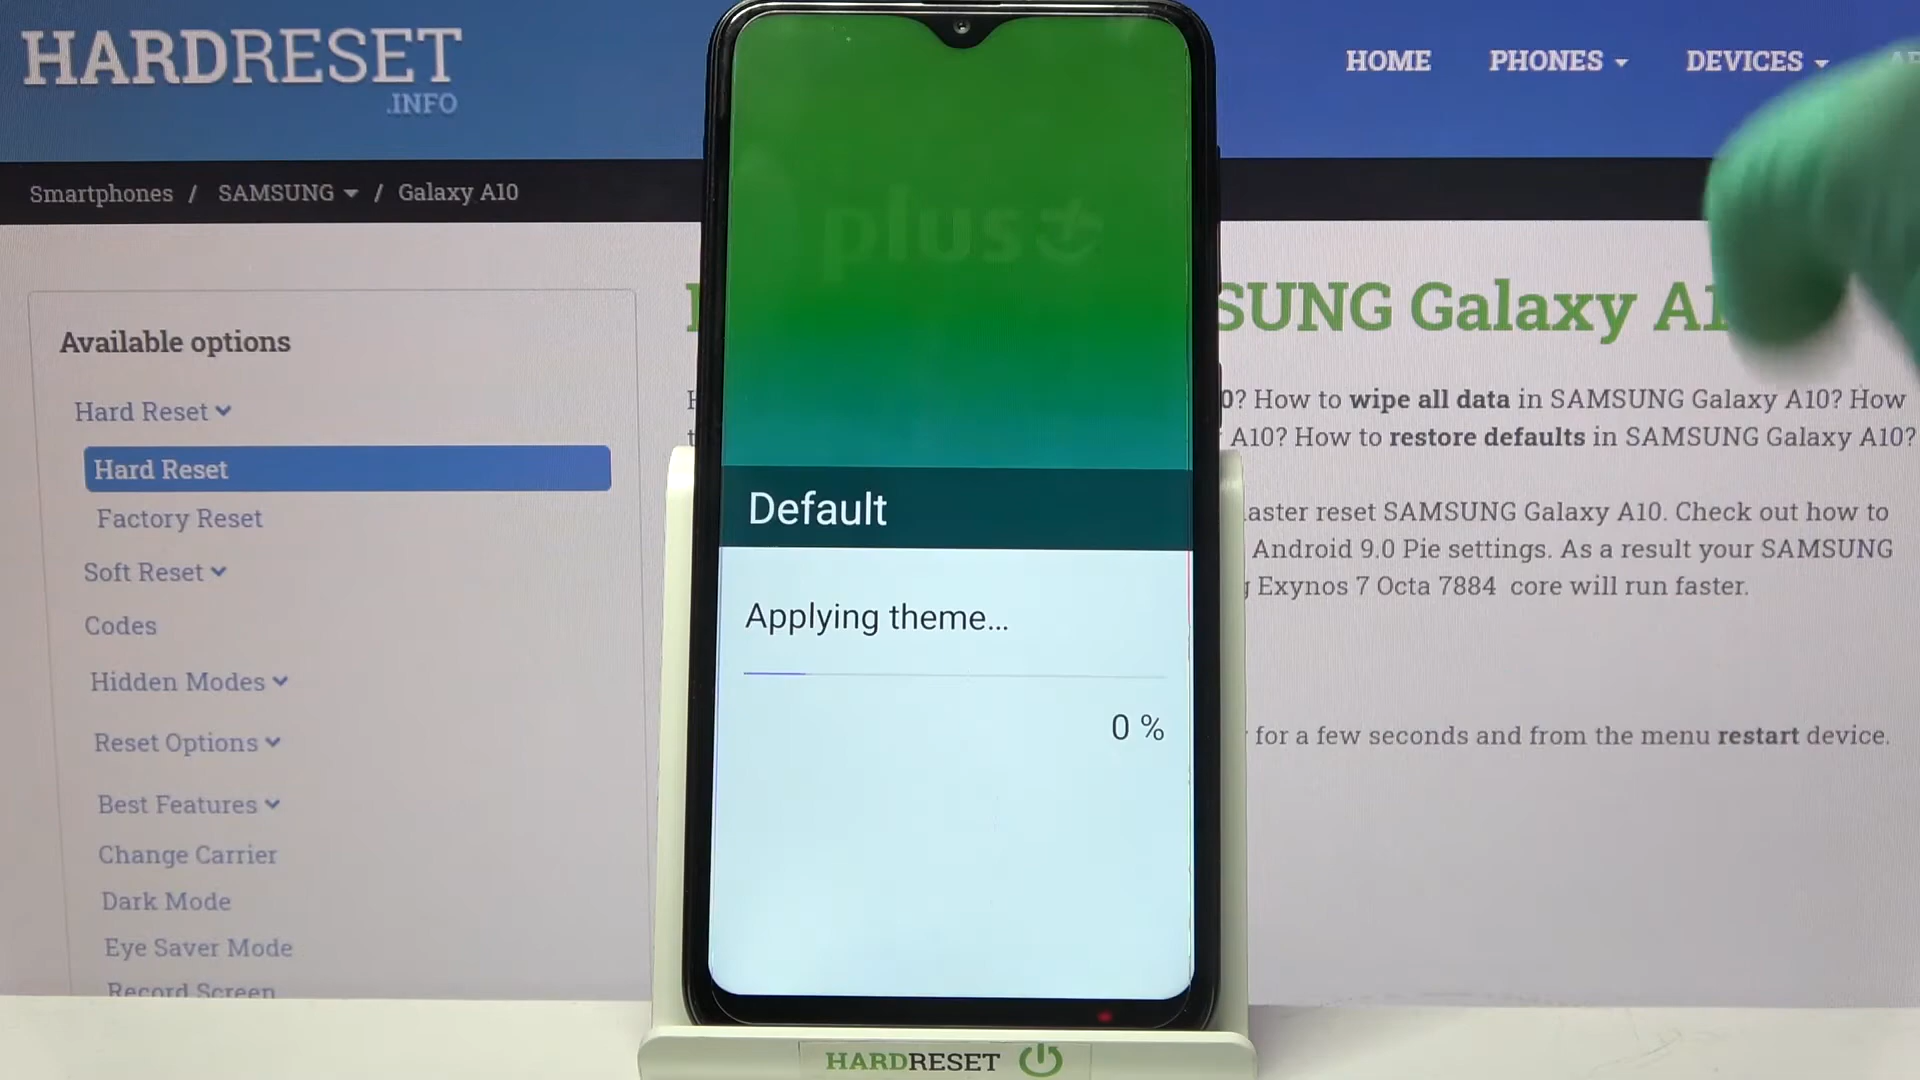 HARDRESET
.INFO
HOME PHONES DEVICES
Smartphones / SAMSUNG / Galaxy A10
plus
SUNG Galaxy A1
Available options
Hard Reset
Hard Reset
Factory Reset
Soft Reset
Codes
Hidden Modes
Reset Options
Best Features
Change Carrier
Dark Mode
Eye Saver Mode
Record Screen
0? How to wipe all data in SAMSUNG Galaxy A10? How
A10? How to restore defaults in SAMSUNG Galaxy A10?
aster reset SAMSUNG Galaxy A10. Check out how to
Android 9.0 Pie settings. As a result your SAMSUNG
Exynos 7 Octa 7884 core will run faster.
for a few seconds and from the menu restart device.
Default
Applying theme...
0 %
HARDRESET